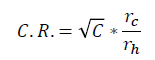 C.R. = √C * r_c / r_h